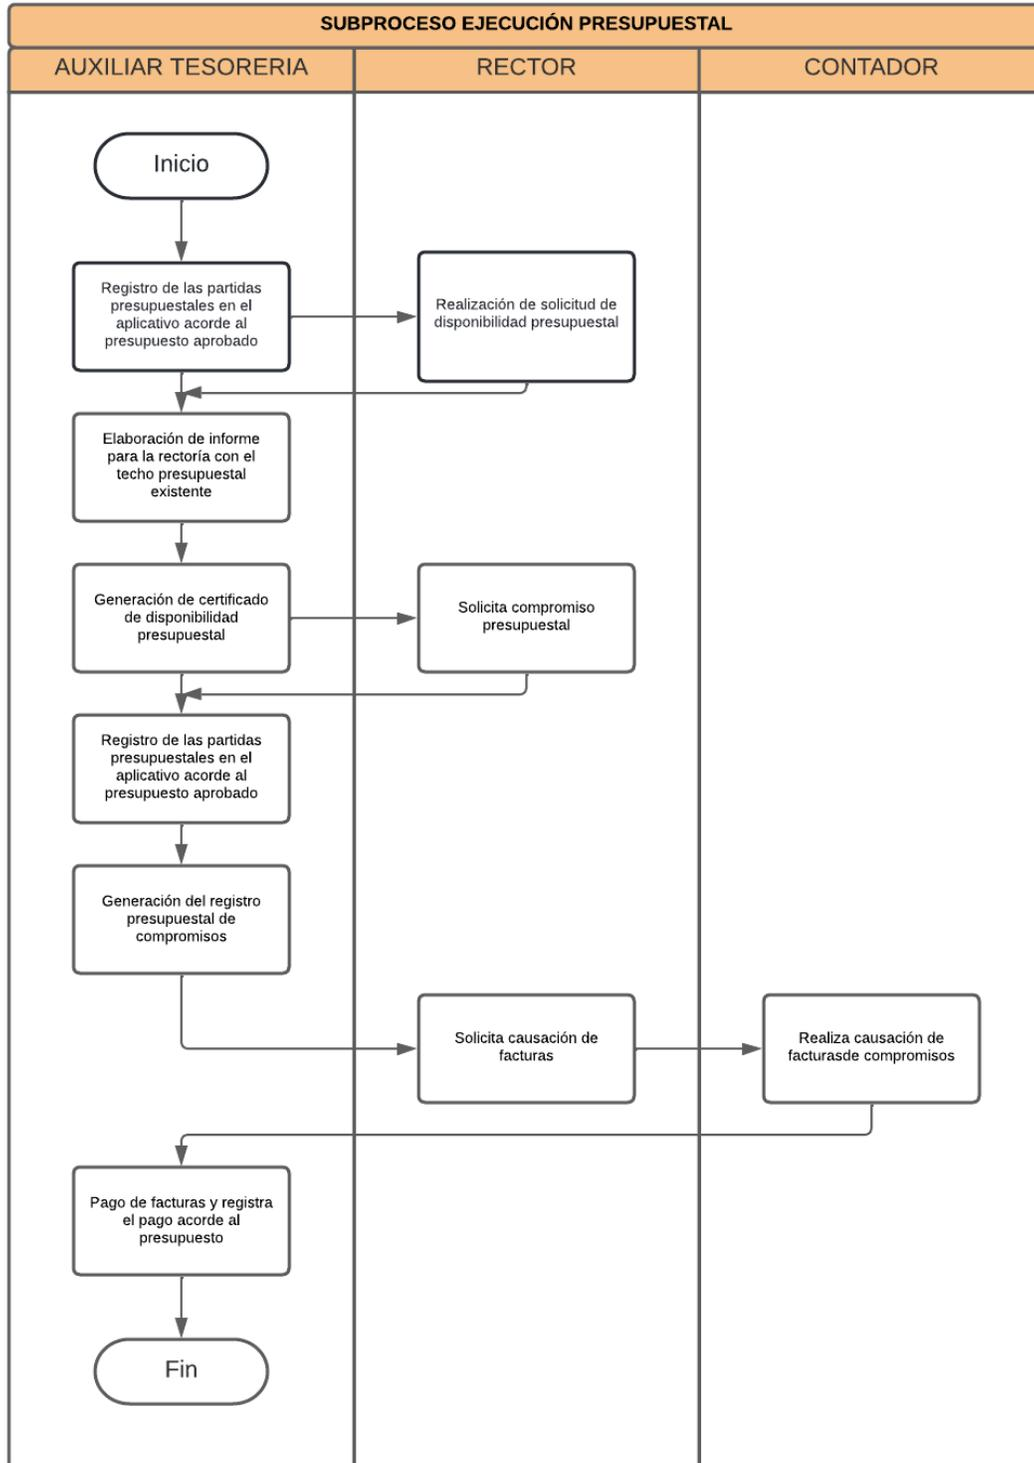 SUBPROCESO EJECUCIÓN PRESUPUESTAL
AUXILIAR TESORERIA
RECTOR
CONTADOR
Inicio
Registro de las partidas
presupuestales en el
aplicativo acorde al
presupuesto aprobado
Realización de solicitud de
disponibilidad presupuestal
Elaboración de informe
para la rectoría con el
techo presupuestal
existente
Generación de certificado
de disponibilidad
presupuestal
Solicita compromiso
presupuestal
Registro de las partidas
presupuestales en el
aplicativo acorde al
presupuesto aprobado
Generación del registro
presupuestal de
compromisos
Solicita causación de
facturas
Realiza causación de
facturasde compromisos
Pago de facturas y registra
el pago acorde al
presupuesto
Fin